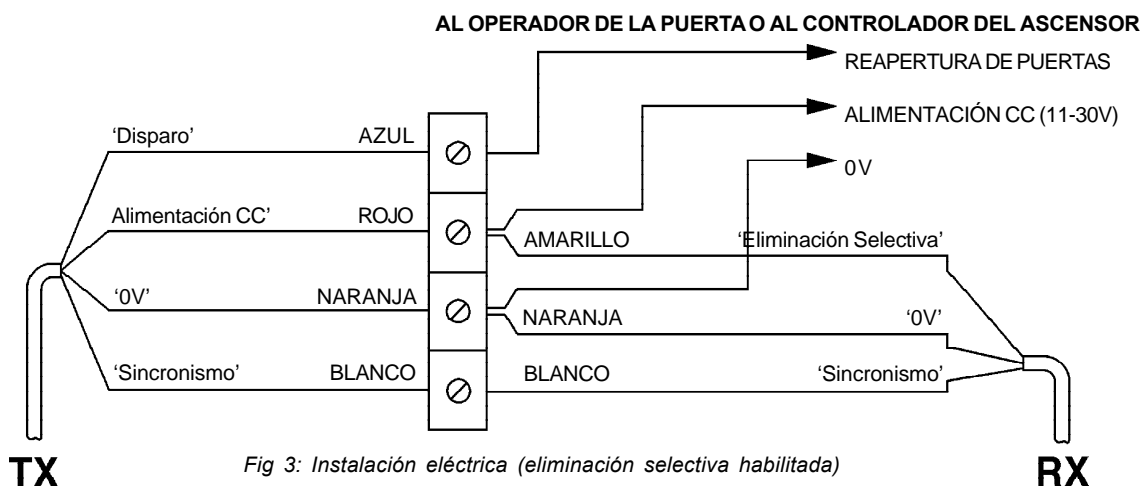 AL OPERADOR DE LA PUERTA O AL CONTROLADOR DEL ASCENSOR
REAPERTURA DE PUERTAS
ALIMENTACIÓN CC (11-30V)
0V
'Disparo' AZUL
Alimentación CC' ROJO
AMARILLO 'Eliminación Selectiva'
'0V' NARANJA
NARANJA '0V'
'Sincronismo' BLANCO
BLANCO 'Sincronismo'
TX
Fig 3: Instalación eléctrica (eliminación selectiva habilitada)
RX